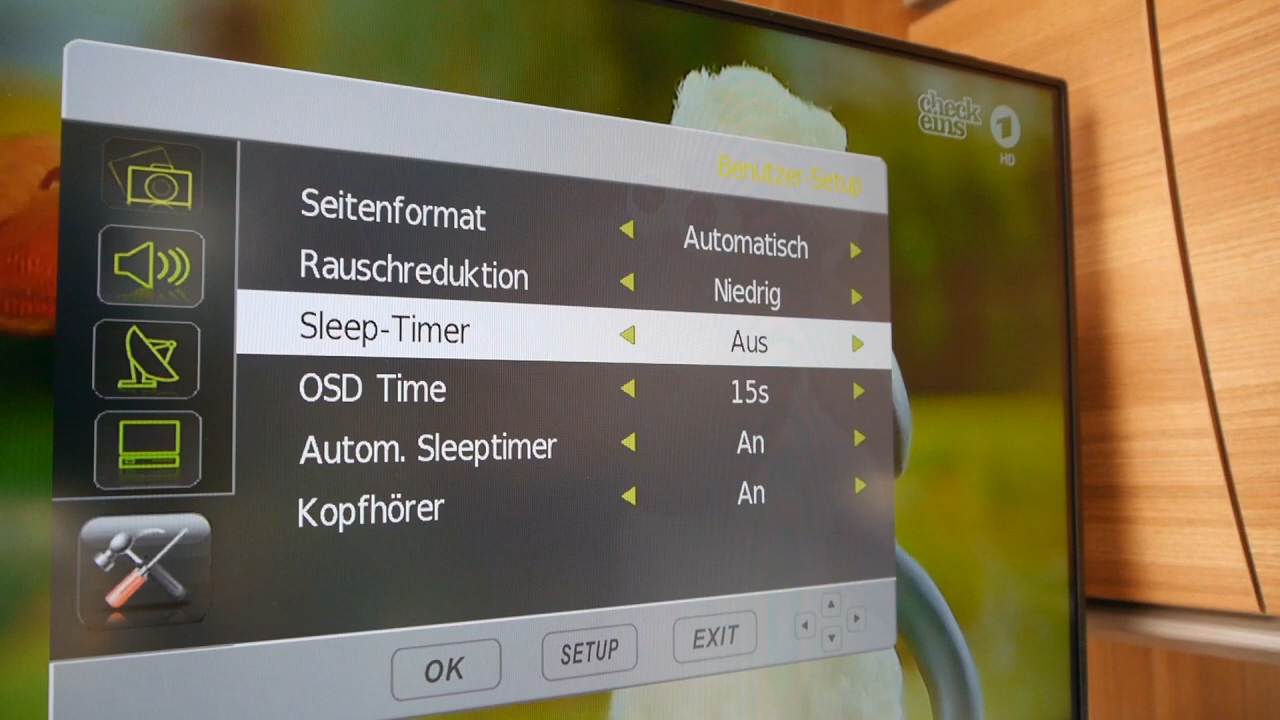 check
eins
1
HD
Benutzer-Setup
Seitenformat Automatisch
Rauschreduktion Niedrig
Sleep-Timer Aus
OSD Time 15s
Autom. Sleeptimer An
Kopfhörer An
OK SETUP EXIT